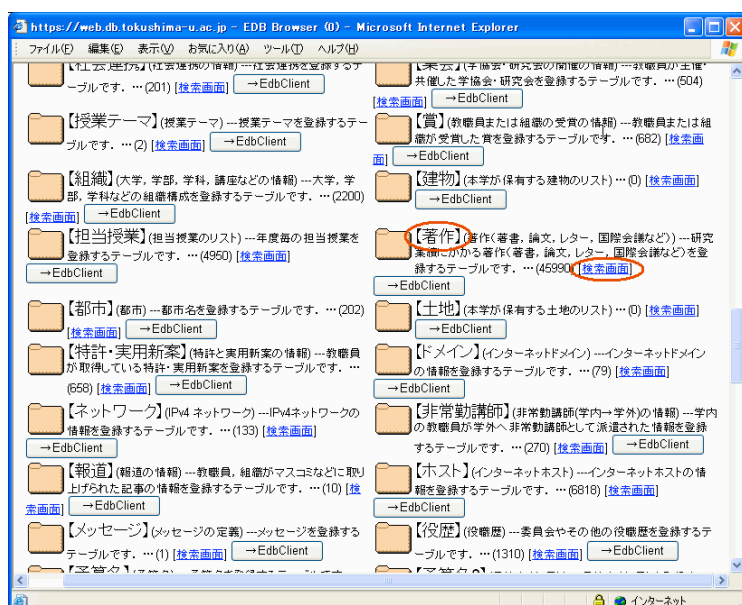 https://web.db.tokushima-u.ac.jp - EDB Browser (0) - Microsoft Internet Explorer
ファイル(F) 編集(E) 表示(V) お気に入り(A) ツール(T) ヘルプ(H)
【社会連携】(社会連携の情報) ---社会連携を登録するテ
ーブルです. …(201) [検索画面] →EdbClient
【集会】(学協会・研究会の開催の情報) ---教職員が主催・
共催した学協会・研究会を登録するテーブルです. …(504)
[検索画面] →EdbClient
【授業テーマ】(授業テーマ) ---授業テーマを登録するテー
ブルです. …(2) [検索画面] →EdbClient
【賞】(教職員または組織の受賞の情報) ---教職員または組
織が受賞した賞を登録するテーブルです. …(682) [検索画
面] →EdbClient
【組織】(大学, 学部, 学科, 講座などの情報) ---大学, 学
部, 学科などの組織構成を登録するテーブルです. …(2200)
[検索画面] →EdbClient
【建物】(本学が保有する建物のリスト) …(0) [検索画面]
→EdbClient
【担当授業】(担当授業のリスト) ---年度毎の担当授業を
登録するテーブルです. …(4950) [検索画面]
→EdbClient
【著作】(著作(著書, 論文, レター, 国際会議など)) ---研究
業績にかかる著作(著書, 論文, レター, 国際会議など)を登
録するテーブルです. …(45990) [検索画面]
→EdbClient
【都市】(都市) ---都市名を登録するテーブルです. …(202)
[検索画面] →EdbClient
【土地】(本学が保有する土地のリスト) …(0) [検索画面]
→EdbClient
【特許・実用新案】(特許と実用新案の情報) ---教職員
が取得している特許・実用新案を登録するテーブルです. …
(658) [検索画面] →EdbClient
【ドメイン】(インターネットドメイン) ---インターネットドメイン
の情報を登録するテーブルです. …(79) [検索画面]
→EdbClient
【ネットワーク】(IPv4 ネットワーク) ---IPv4ネットワークの
情報を登録するテーブルです. …(133) [検索画面]
→EdbClient
【非常勤講師】(非常勤講師(学内→学外)の情報) ---学内
の教職員が学外へ非常勤講師として派遣された情報を登録
するテーブルです. …(270) [検索画面] →EdbClient
【報道】(報道の情報) ---教職員, 組織がマスコミなどに取り
上げられた記事の情報を登録するテーブルです. …(10) [検
索画面] →EdbClient
【ホスト】(インターネットホスト) ---インターネットホストの情
報を登録するテーブルです. …(6818) [検索画面]
→EdbClient
【メッセージ】(メッセージの定義) ---メッセージを登録する
テーブルです. …(1) [検索画面] →EdbClient
【役歴】(役職歴) ---委員会やその他の役職歴を登録するテ
ーブルです. …(1310) [検索画面] →EdbClient
インターネット